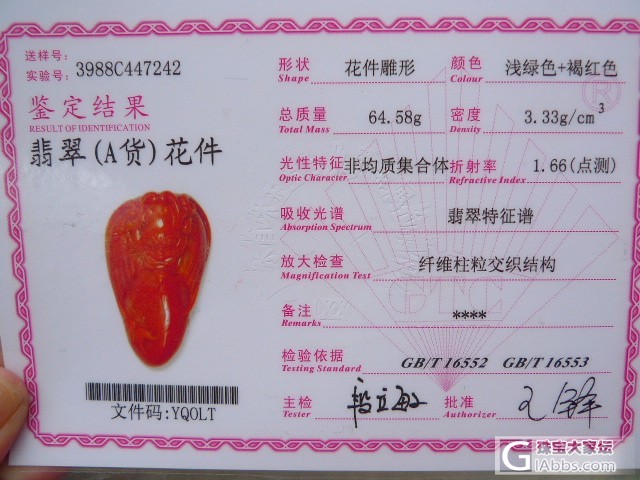 送样号:
实验号: 3988C447242
鉴定结果
RESULT OF IDENTIFICATION
翡翠(A货)花件
文件码:YQOLT
形状 花件雕形 颜色 浅绿色+褐红色
Shape Colour
总质量 64.58g 密度 3.33g/cm³
Total Mass Density
光性特征 非均质集合体 折射率 1.66(点测)
Optic Character Refractive Index
吸收光谱 翡翠特征谱
Absorption Spectrum
放大检查 纤维柱粒交织结构
Magnification Test
备注 ****
Remarks
检验依据 GB/T 16552 GB/T 16553
Testing Standard
主检 批准
Tester Authorizer
GTC
®
G 珠宝大家坛
GIAbbs.com